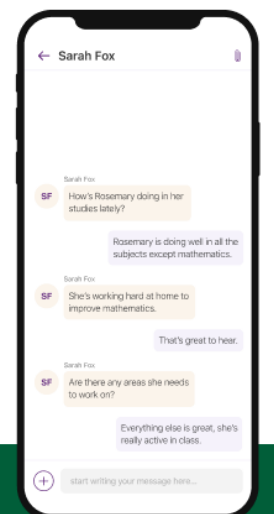 Sarah Fox
Sarah Fox
SF
How's Rosemary doing in her
studies lately?
Rosemary is doing well in all the
subjects except mathematics.
Sarah Fox
SF
She's working hard at home to
improve mathematics.
That's great to hear.
Sarah Fox
SF
Are there any areas she needs
to work on?
Everything else is great, she's
really active in class.
start writing your message here...